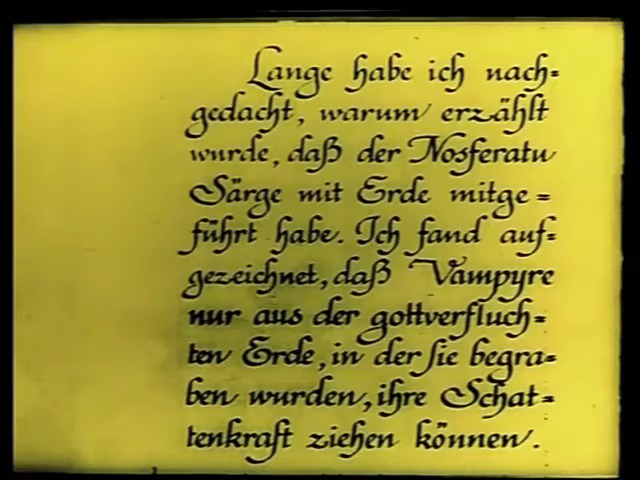 Lange habe ich nach=
gedacht, warum erzählt
wurde, daß der Nosferatu
Särge mit Erde mitge=
führt habe. Ich fand auf=
gezeichnet, daß Vampyre
nur aus der gottverfluch=
ten Erde, in der sie begra=
ben wurden, ihre Schat=
tenkraft ziehen können.